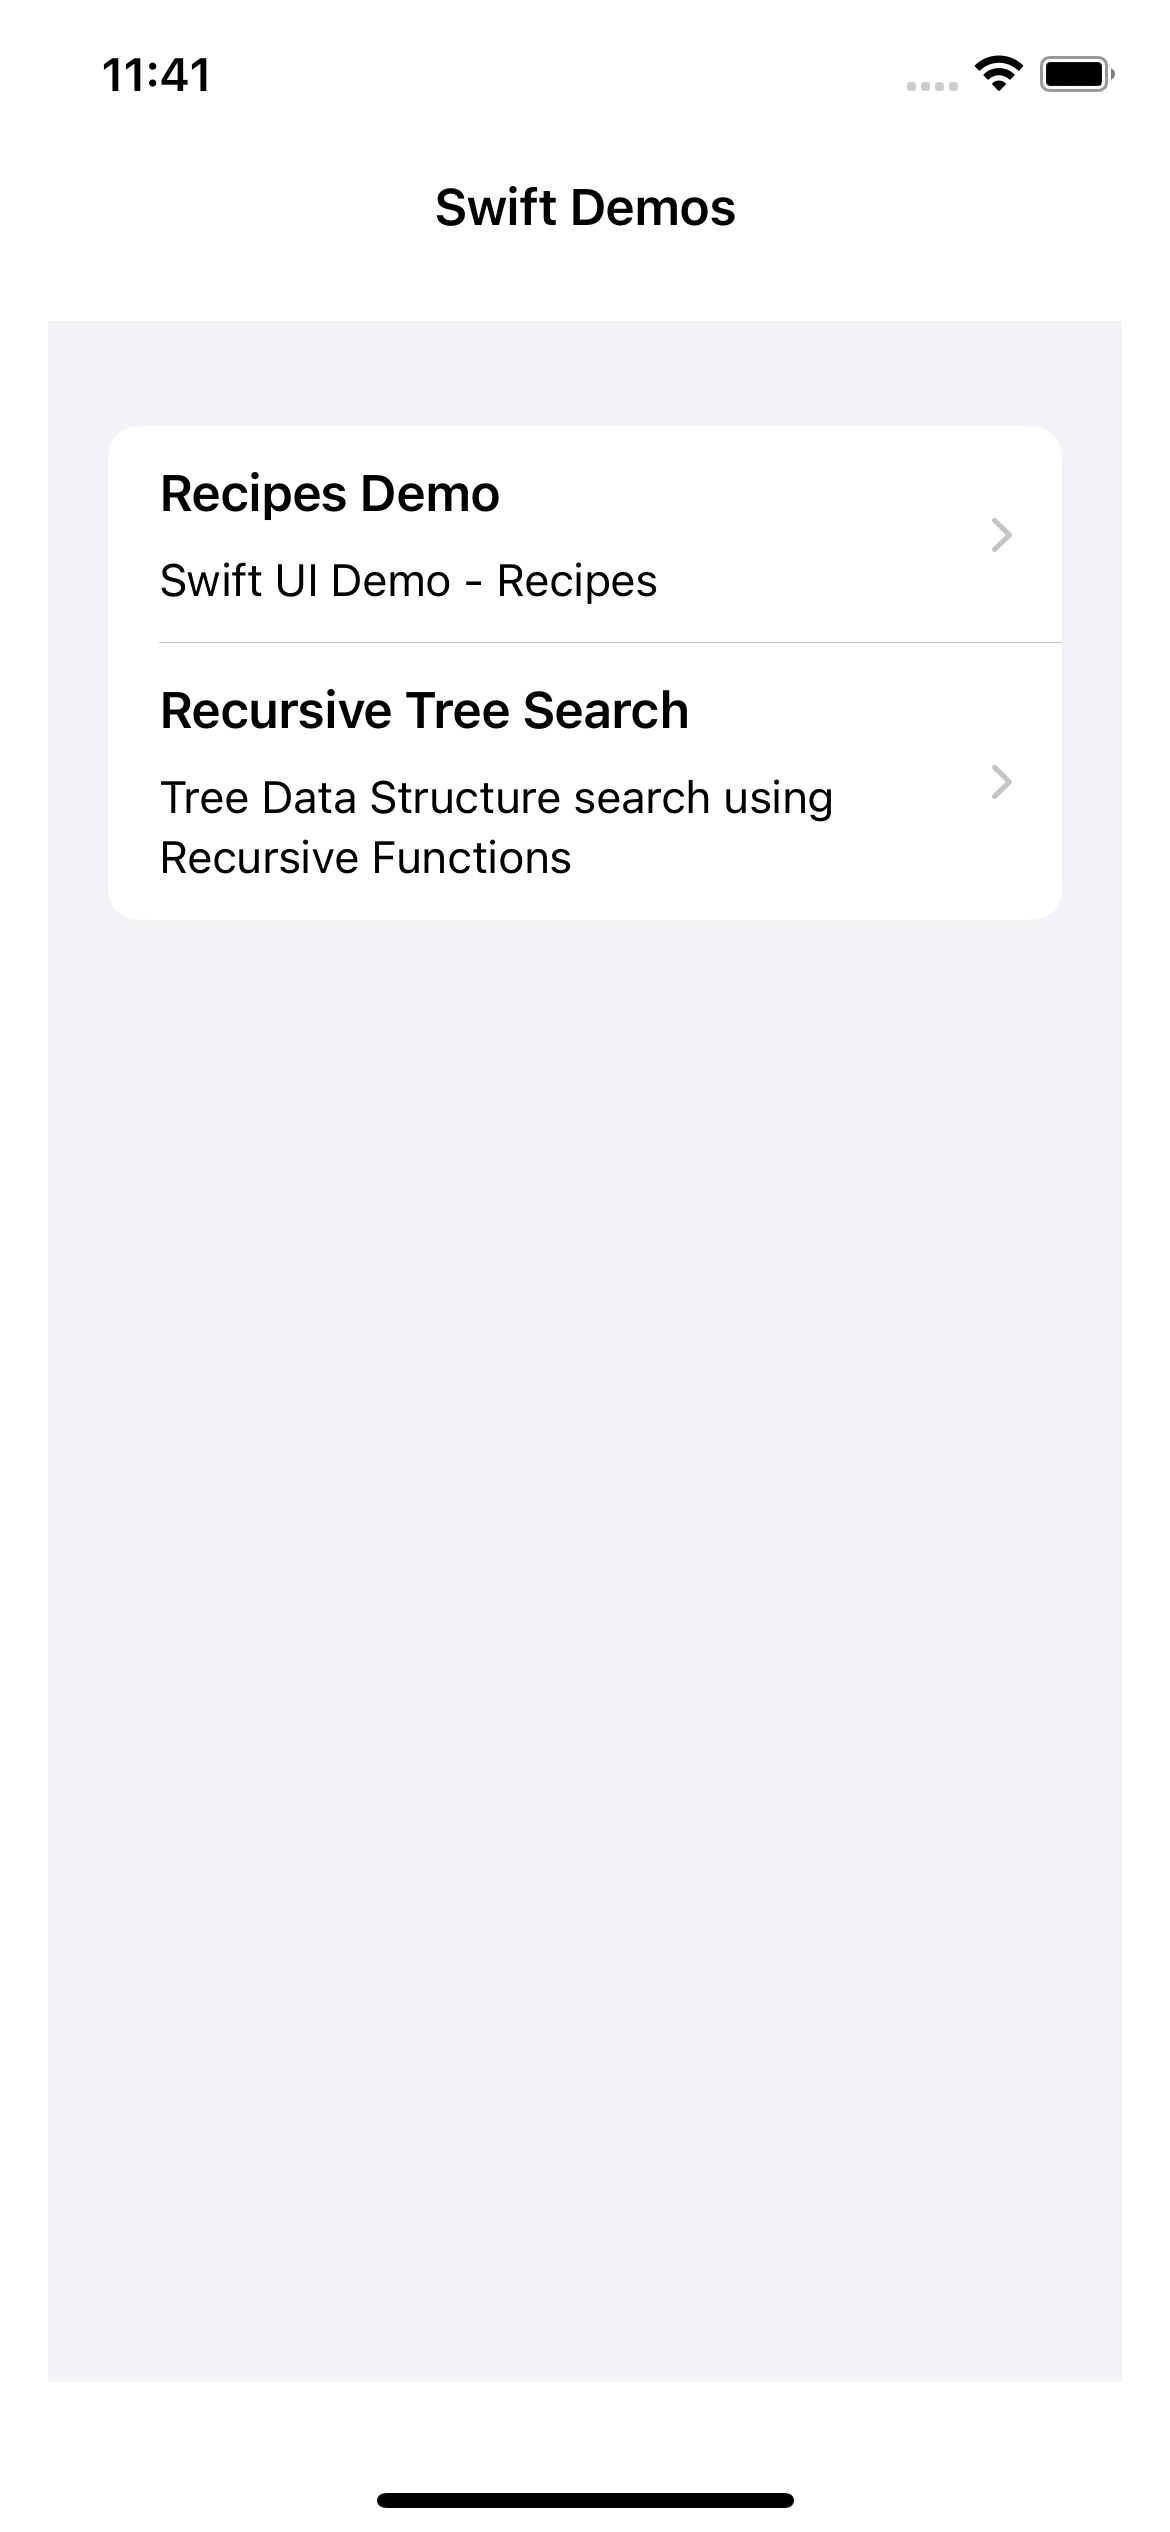 11:41
Swift Demos
Recipes Demo
Swift UI Demo - Recipes
Recursive Tree Search
Tree Data Structure search using
Recursive Functions